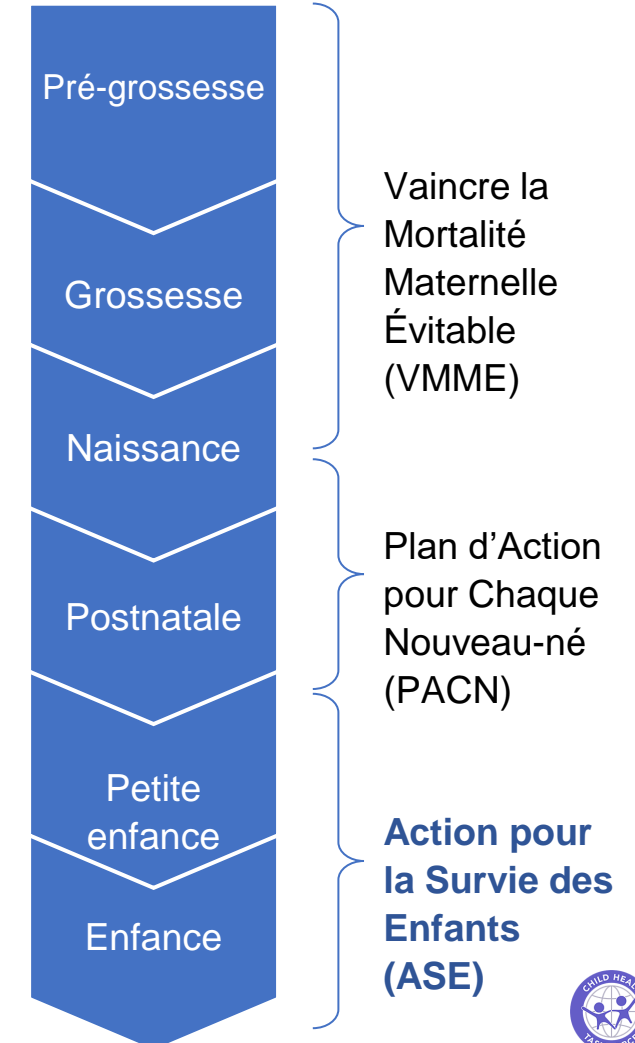 Pré-grossesse
Grossesse
Naissance
Postnatale
Petite
enfance
Enfance
Vaincre la
Mortalité
Maternelle
Évitable
(VMME)
Plan d’Action
pour Chaque
Nouveau-né
(PACN)
Action pour
la Survie des
Enfants
(ASE)
CHILD